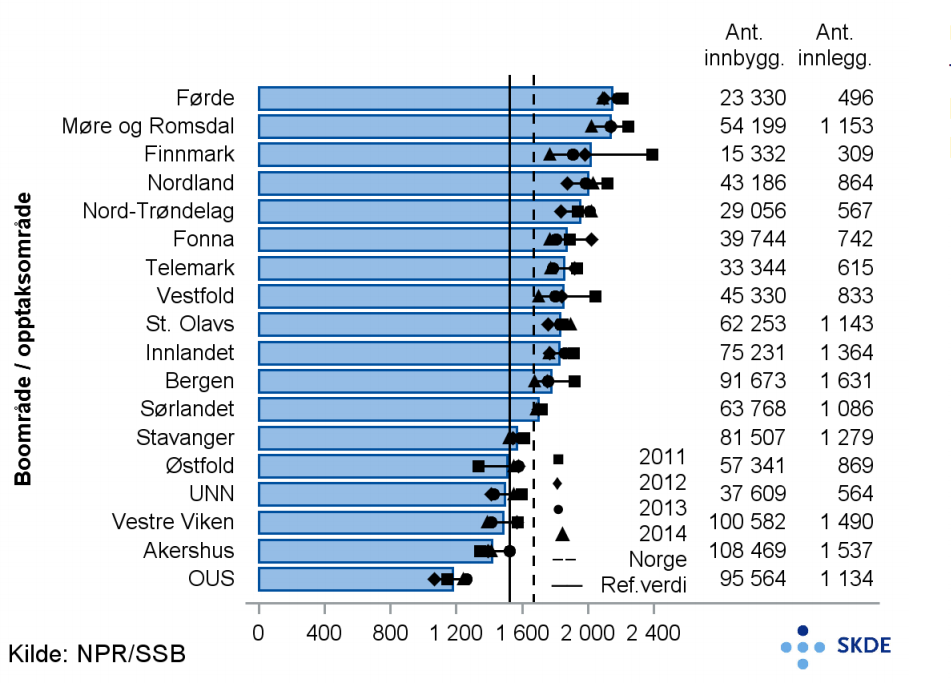 Ant. Ant.
innbygg. innlegg.
Førde 23 330 496
Møre og Romsdal 54 199 1 153
Finnmark 15 332 309
Nordland 43 186 864
Nord-Trøndelag 29 056 567
Fonna 39 744 742
Telemark 33 344 615
Vestfold 45 330 833
St. Olavs 62 253 1 143
Innlandet 75 231 1 364
Bergen 91 673 1 631
Sørlandet 63 768 1 086
Stavanger 81 507 1 279
Østfold 57 341 869
UNN 37 609 564
Vestre Viken 100 582 1 490
Akershus 108 469 1 537
OUS 95 564 1 134
Boområde / opptaksområde
2011
2012
2013
2014
Norge
Ref.verdi
0 400 800 1 200 1 600 2 000 2 400
Kilde: NPR/SSB
SKDE